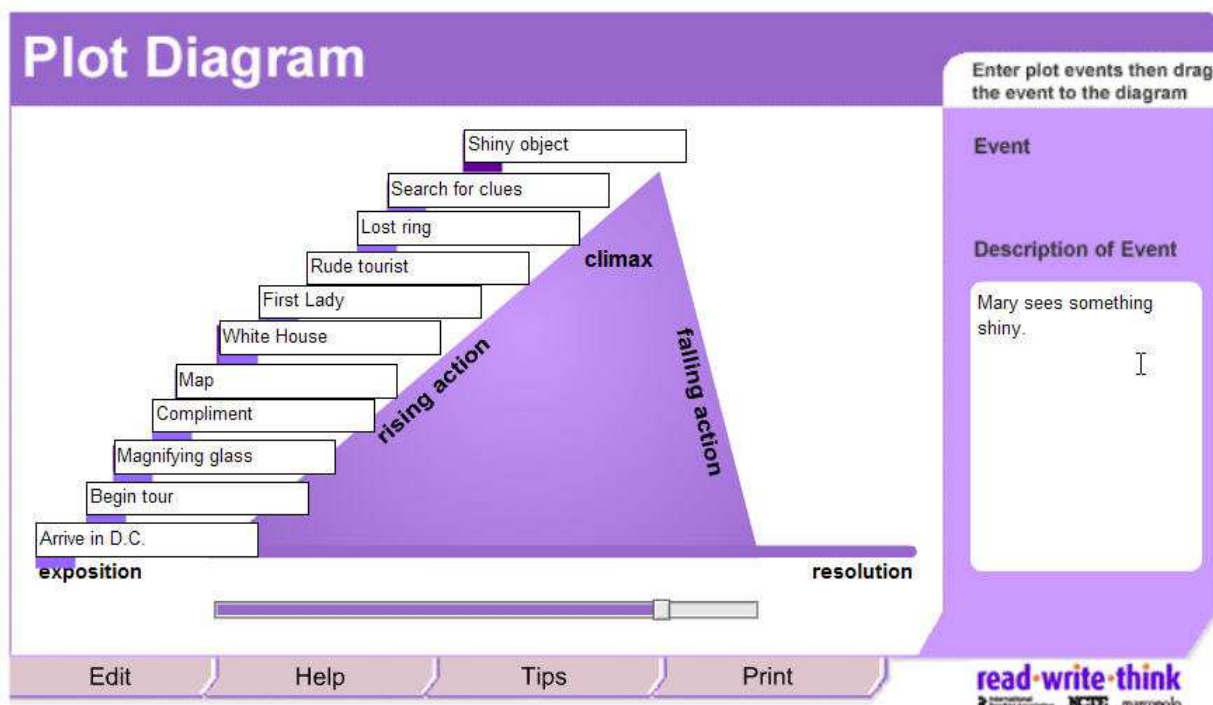 Plot Diagram
Enter plot events then drag
the event to the diagram
Event
Description of Event
Mary sees something
shiny.
Shiny object
Search for clues
Lost ring
Rude tourist
First Lady
White House
Map
Compliment
Magnifying glass
Begin tour
Arrive in D.C.
climax
rising action
falling action
exposition
resolution
Edit
Help
Tips
Print
read·write·think
NCTE marcopolo